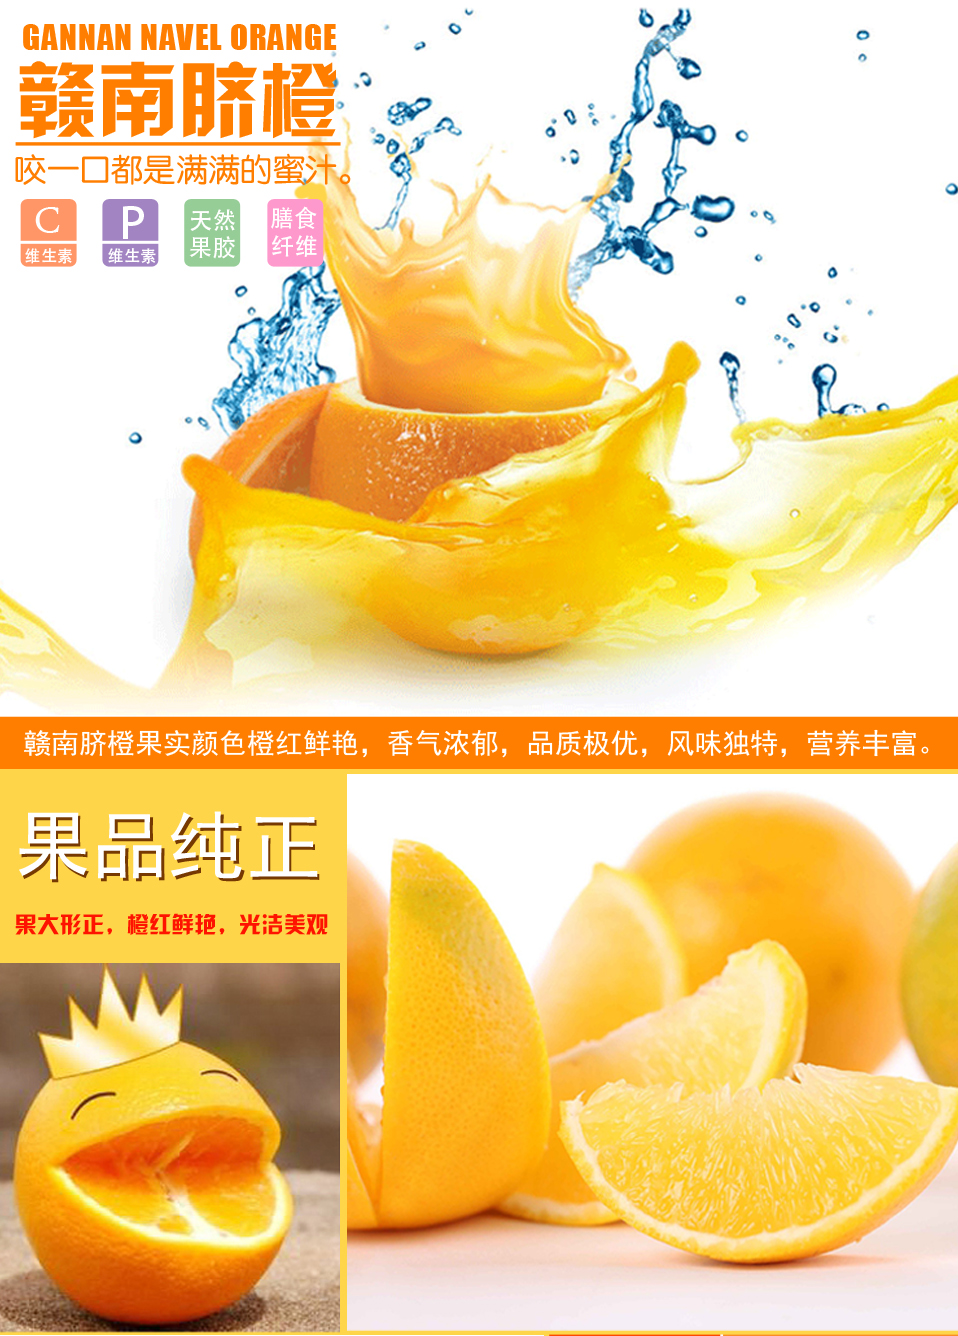 GANNAN NAVEL ORANGE
赣南脐橙
咬一口都是满满的蜜汁。
C
维生素
P
维生素
天然
果胶
膳食
纤维
赣南脐橙果实颜色橙红鲜艳，香气浓郁，品质极优，风味独特，营养丰富。
果品纯正
果大形正，橙红鲜艳，光洁美观